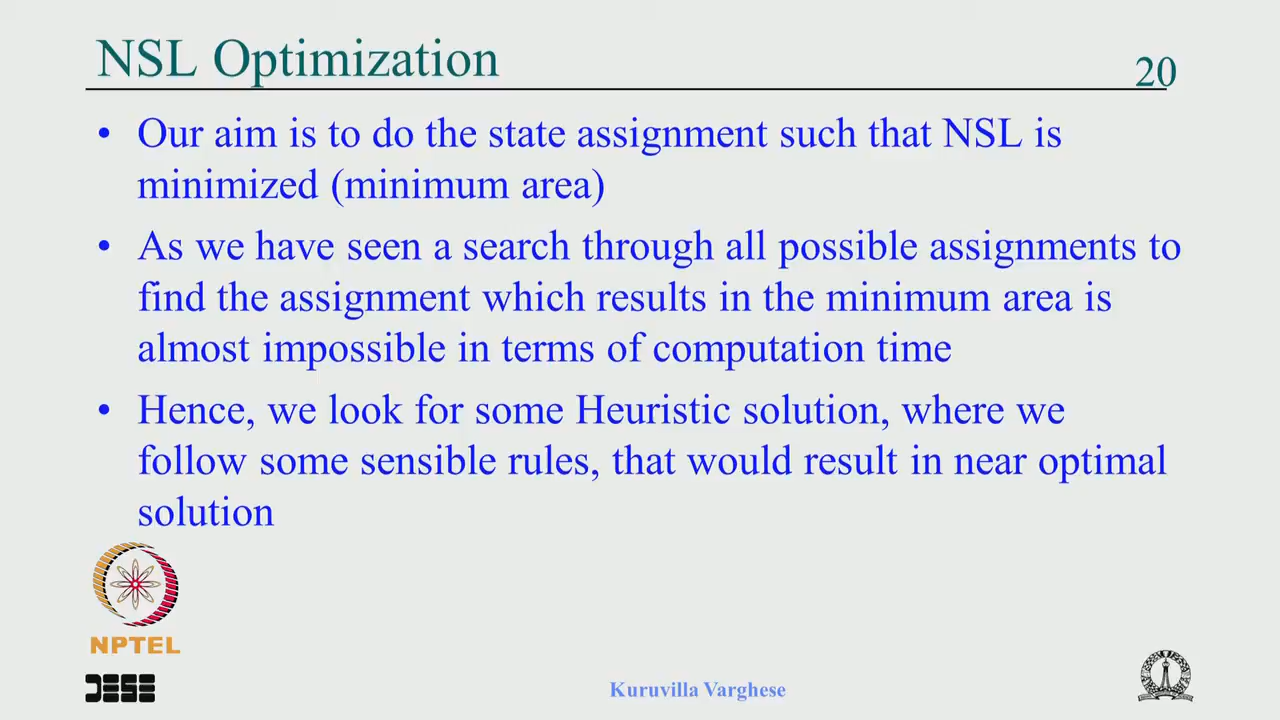 NSL Optimization
20
• Our aim is to do the state assignment such that NSL is
minimized (minimum area)
• As we have seen a search through all possible assignments to
find the assignment which results in the minimum area is
almost impossible in terms of computation time
• Hence, we look for some Heuristic solution, where we
follow some sensible rules, that would result in near optimal
solution
NPTEL
DESE
Kuruvilla Varghese